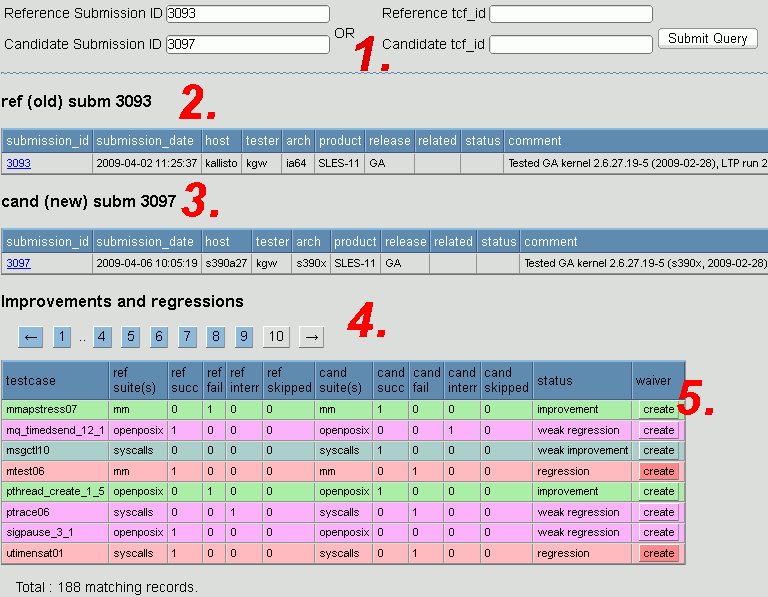 Reference Submission ID 3093 Reference tcf_id
OR
Candidate Submission ID 3097 Candidate tcf_id Submit Query
1.
ref (old) subm 3093
2.
submission_id submission_date host tester arch product release related status comment
3093 2009-04-02 11:25:37 kallisto kgw ia64 SLES-11 GA Tested GA kernel 2.6.27.19-5 (2009-02-28), LTP run 2
cand (new) subm 3097
3.
submission_id submission_date host tester arch product release related status comment
3097 2009-04-06 10:05:19 s390a27 kgw s390x SLES-11 GA Tested GA kernel 2.6.27.19-5 (s390x, 2009-02-28)
Improvements and regressions
4.
← 1 .. 4 5 6 7 8 9 10 →
testcase ref suite(s) ref succ ref fail ref interr ref skipped cand suite(s) cand succ cand fail cand interr cand skipped status waiver
5.
mmapstress07 mm 0 1 0 0 mm 1 0 0 0 improvement create
mq_timedsend_12_1 openposix 1 0 0 0 openposix 0 0 1 0 weak regression create
msgctl10 syscalls 0 0 0 0 syscalls 1 0 0 0 weak improvement create
mtest06 mm 1 0 0 0 mm 0 1 0 0 regression create
pthread_create_1_5 openposix 0 1 0 0 openposix 1 0 0 0 improvement create
ptrace06 syscalls 0 0 1 0 syscalls 0 1 0 0 weak regression create
sigpause_3_1 openposix 1 0 0 0 openposix 0 0 0 0 weak regression create
utimensat01 syscalls 1 0 0 0 syscalls 0 1 0 0 regression create
Total : 188 matching records.